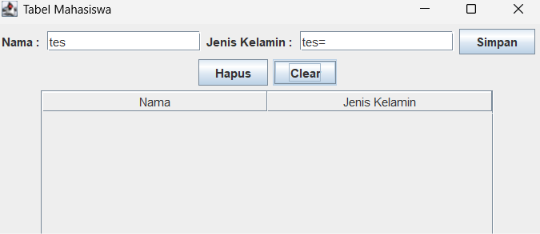 Tabel Mahasiswa
Nama : tes Jenis Kelamin : tes= Simpan
Hapus Clear
Nama Jenis Kelamin